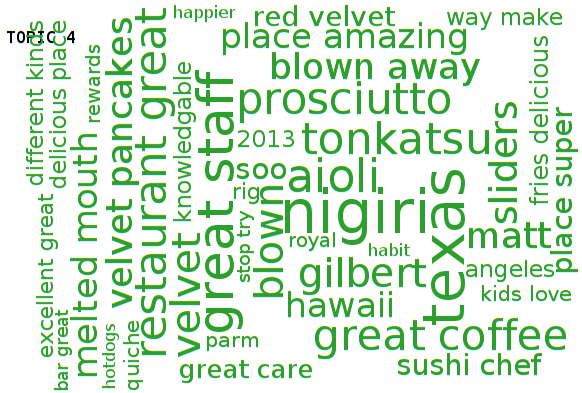 TOPIC 4
happier
red velvet
way make
place amazing
blown away
prosciutto
2013
tonkatsu
soo
aioli
rig
nigiri
royal
habit
matt
gilbert
angeles
kids love
hawaii
great coffee
parm
great care
sushi chef
different kinds
delicious place
rewards
velvet pancakes
restaurant great
knowledgable
great staff
melted mouth
excellent great
bar great
hotdogs
quiche
velvet
stop try
blown
texas
sliders
fries delicious
place super